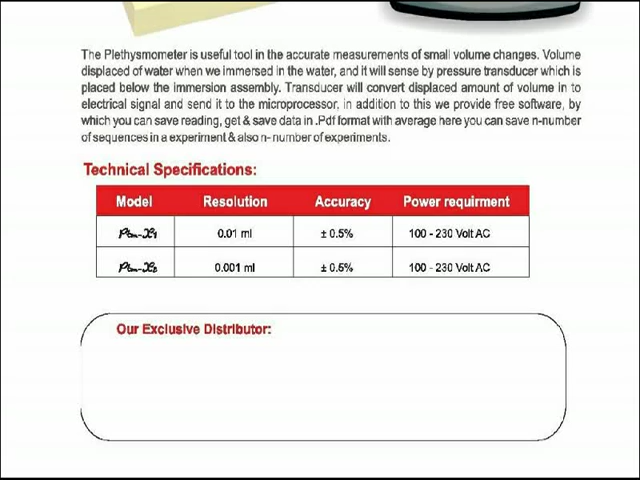 The Plethysmometer is useful tool in the accurate measurements of small volume changes. Volume
displaced of water when we immersed in the water, and it will sense by pressure transducer which is
placed below the immersion assembly. Transducer will convert displaced amount of volume in to
electrical signal and send it to the microprocessor, in addition to this we provide free software, by
which you can save reading, get & save data in .Pdf format with average here you can save n-number
of sequences in a experiment & also n- number of experiments.
Technical Specifications:
Model Resolution Accuracy Power requirment
0.01 ml ± 0.5% 100 - 230 Volt AC
0.001 ml ± 0.5% 100 - 230 Volt AC
Our Exclusive Distributor: